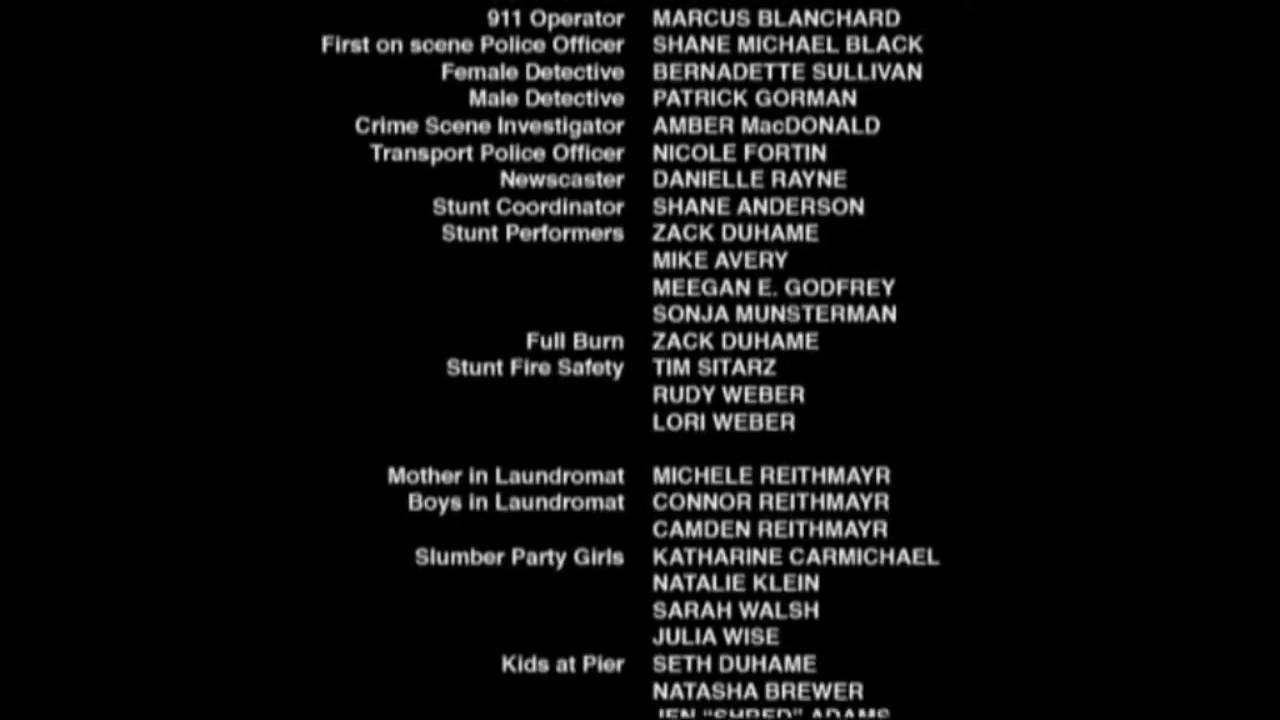 911 Operator MARCUS BLANCHARD
First on scene Police Officer SHANE MICHAEL BLACK
Female Detective BERNADETTE SULLIVAN
Male Detective PATRICK GORMAN
Crime Scene Investigator AMBER MacDONALD
Transport Police Officer NICOLE FORTIN
Newscaster DANIELLE RAYNE
Stunt Coordinator SHANE ANDERSON
Stunt Performers ZACK DUHAME
MIKE AVERY
MEEGAN E. GODFREY
SONJA MUNSTERMAN
Full Burn ZACK DUHAME
Stunt Fire Safety TIM SITARZ
RUDY WEBER
LORI WEBER
Mother in Laundromat MICHELE REITHMAYR
Boys in Laundromat CONNOR REITHMAYR
CAMDEN REITHMAYR
Slumber Party Girls KATHARINE CARMICHAEL
NATALIE KLEIN
SARAH WALSH
JULIA WISE
Kids at Pier SETH DUHAME
NATASHA BREWER
JEN "SHRED" ADAMS